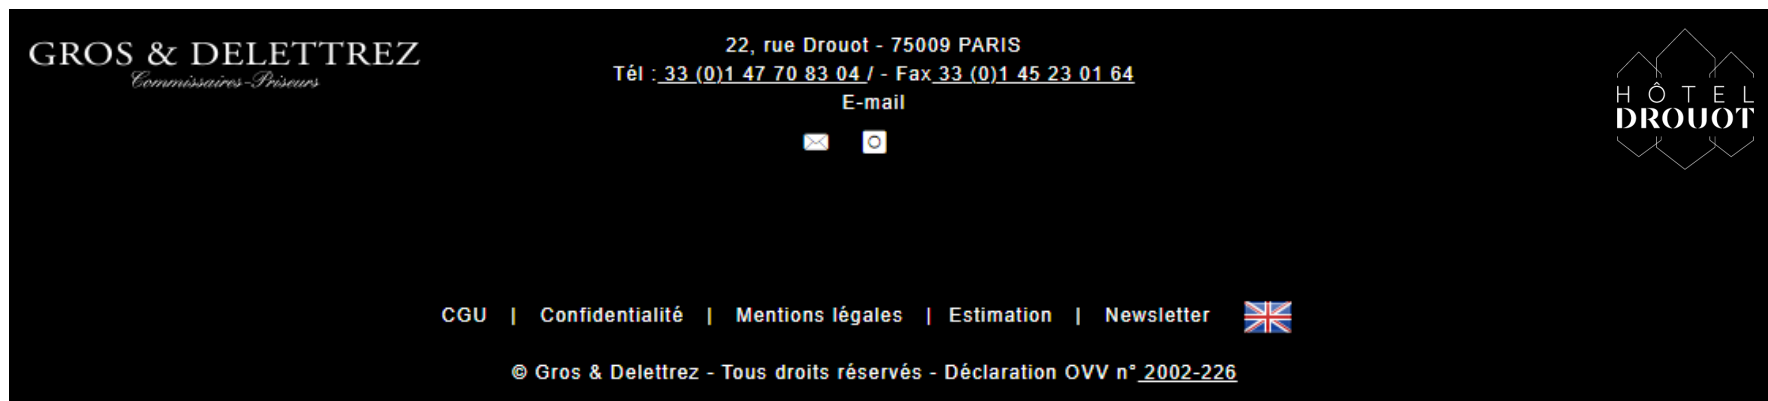 GROS & DELETTREZ
Commissaires-Priseurs
22, rue Drouot - 75009 PARIS
Tél : 33 (0)1 47 70 83 04 / - Fax 33 (0)1 45 23 01 64
E-mail
HÔTEL
DROUOT
CGU | Confidentialité | Mentions légales | Estimation | Newsletter
© Gros & Delettrez - Tous droits réservés - Déclaration OVV n° 2002-226